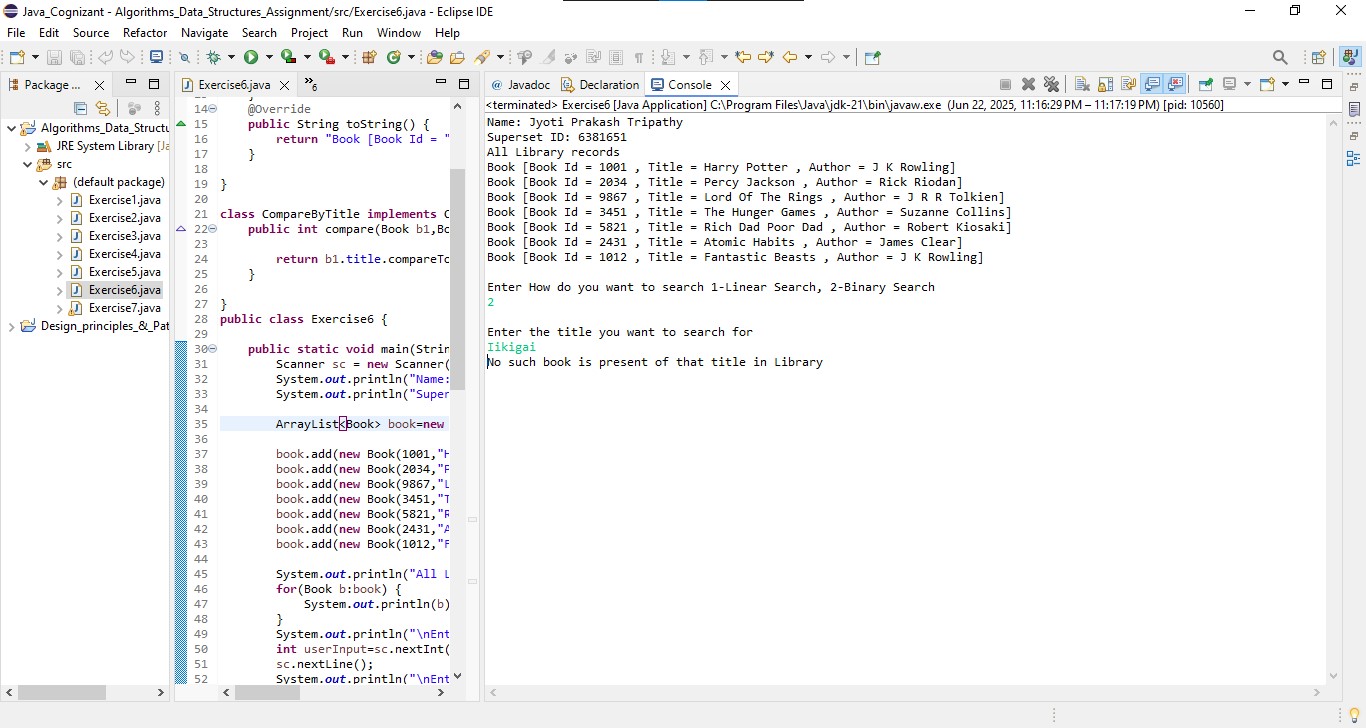 Java_Cognizant - Algorithms_Data_Structures_Assignment/src/Exercise6.java - Eclipse IDE
File Edit Source Refactor Navigate Search Project Run Window Help
Package ...
Exercise6.java
»6
@ Javadoc Declaration Console
<terminated> Exercise6 [Java Application] C:\Program Files\Java\jdk-21\bin\javaw.exe (Jun 22, 2025, 11:16:29 PM – 11:17:19 PM) [pid: 10560]
Algorithms_Data_Structu
JRE System Library [Ja
src
(default package)
Exercise1.java
Exercise2.java
Exercise3.java
Exercise4.java
Exercise5.java
Exercise6.java
Exercise7.java
Design_principles_&_Pat
14 @Override
15 public String toString() {
16 return "Book [Book Id = "
17 }
18
19 }
20
21 class CompareByTitle implements C
22 public int compare(Book b1,Bo
23
24 return b1.title.compareTo
25 }
26
27 }
28 public class Exercise6 {
29
30 public static void main(Strin
31 Scanner sc = new Scanner(
32 System.out.println("Name:
33 System.out.println("Super
34
35 ArrayList<Book> book=new
36
37 book.add(new Book(1001,"H
38 book.add(new Book(2034,"P
39 book.add(new Book(9867,"L
40 book.add(new Book(3451,"T
41 book.add(new Book(5821,"R
42 book.add(new Book(2431,"A
43 book.add(new Book(1012,"F
44
45 System.out.println("All L
46 for(Book b:book) {
47 System.out.println(b)
48 }
49 System.out.println("\nEnt
50 int userInput=sc.nextInt(
51 sc.nextLine();
52 System.out.println("\nEnt
Name: Jyoti Prakash Tripathy
Superset ID: 6381651
All Library records
Book [Book Id = 1001 , Title = Harry Potter , Author = J K Rowling]
Book [Book Id = 2034 , Title = Percy Jackson , Author = Rick Riodan]
Book [Book Id = 9867 , Title = Lord Of The Rings , Author = J R R Tolkien]
Book [Book Id = 3451 , Title = The Hunger Games , Author = Suzanne Collins]
Book [Book Id = 5821 , Title = Rich Dad Poor Dad , Author = Robert Kiosaki]
Book [Book Id = 2431 , Title = Atomic Habits , Author = James Clear]
Book [Book Id = 1012 , Title = Fantastic Beasts , Author = J K Rowling]
Enter How do you want to search 1-Linear Search, 2-Binary Search
2
Enter the title you want to search for
Iikigai
No such book is present of that title in Library